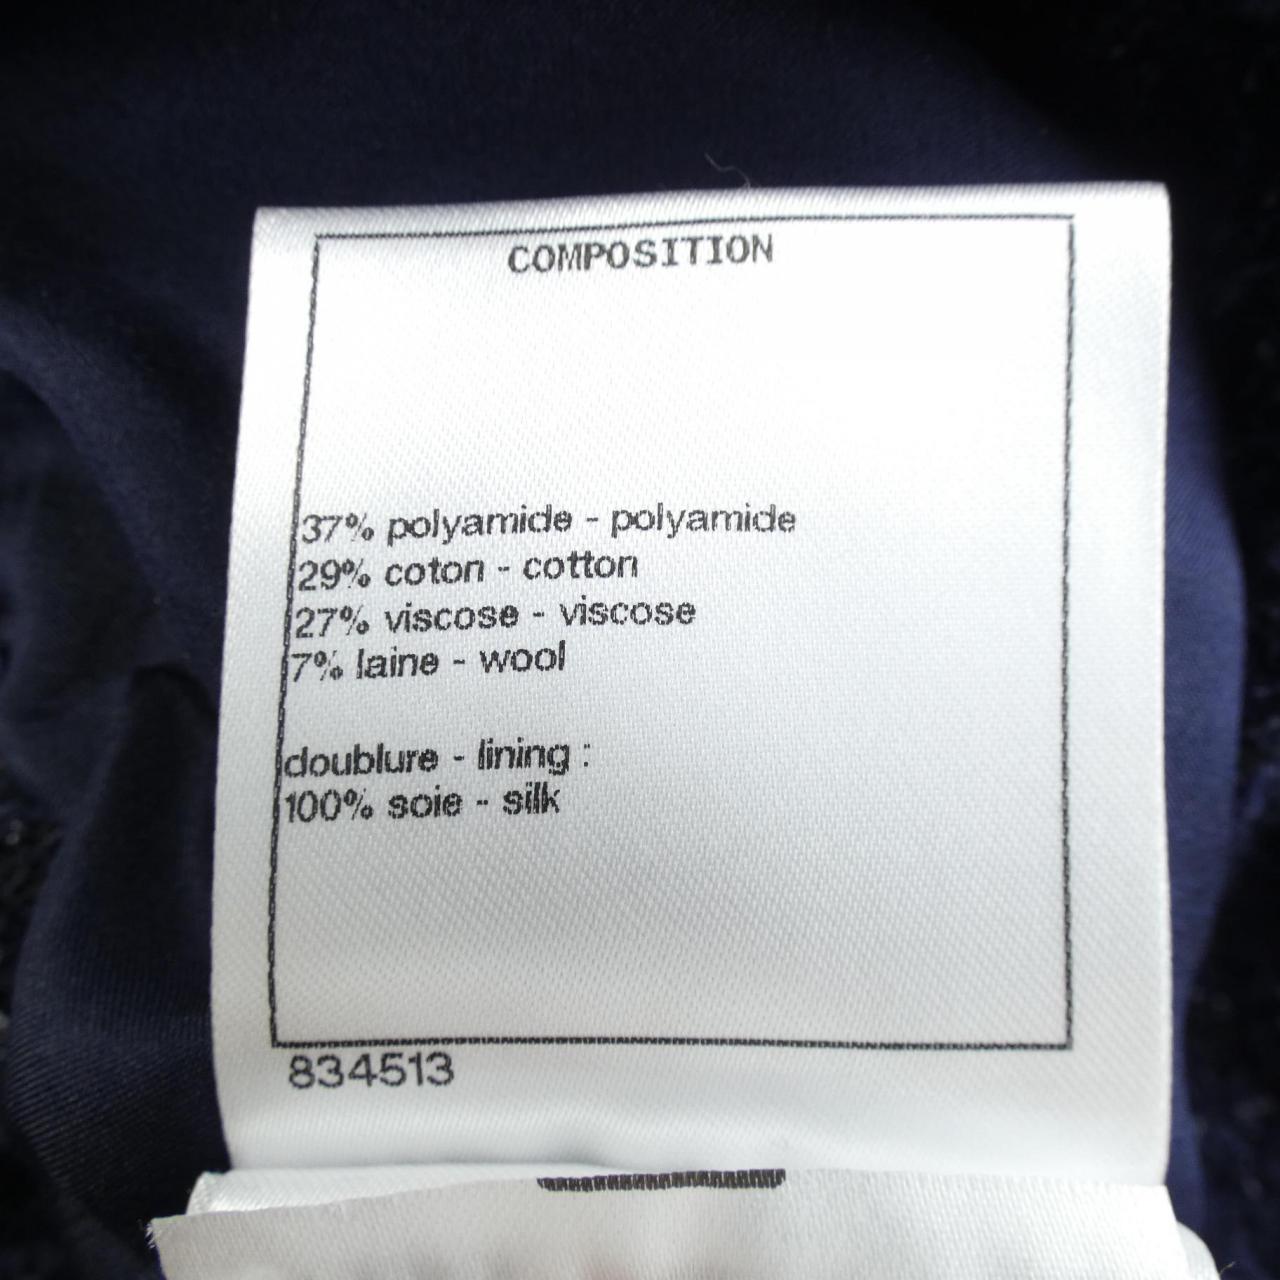 COMPOSITION
37% polyamide - polyamide
29% coton - cotton
27% viscose - viscose
7% laine - wool
doublure - lining :
100% soie - silk
834513